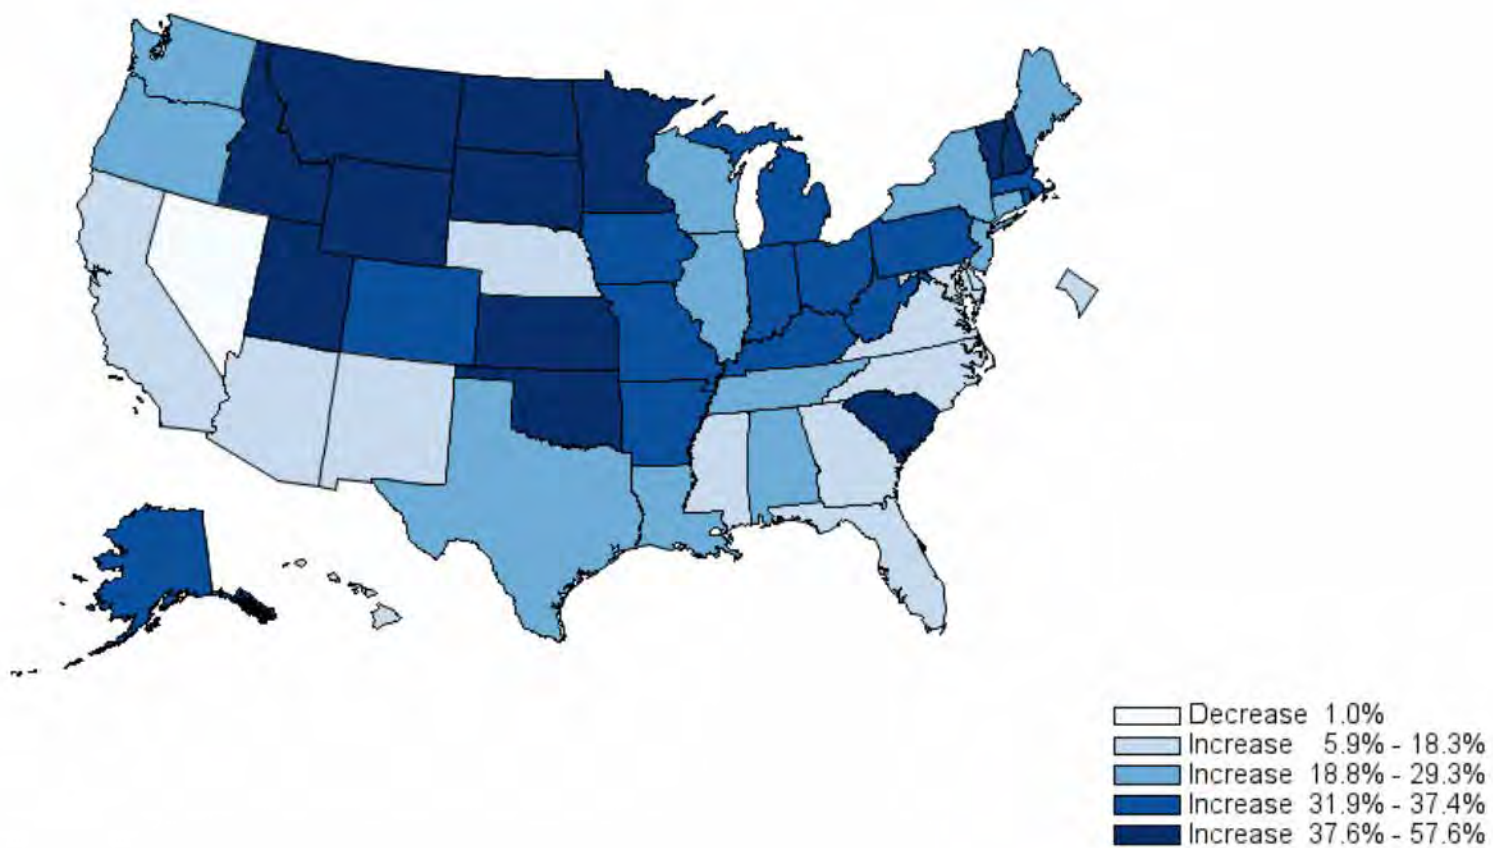 Decrease 1.0%
Increase 5.9% - 18.3%
Increase 18.8% - 29.3%
Increase 31.9% - 37.4%
Increase 37.6% - 57.6%